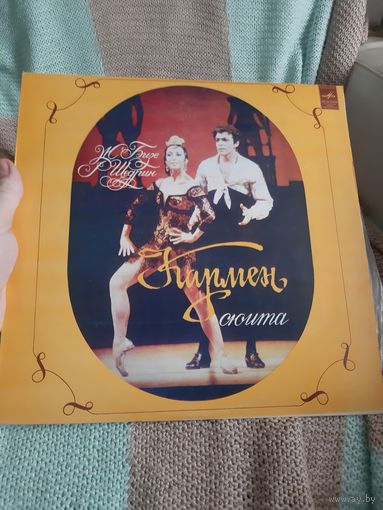 Ж. Бизе
Р. Щедрин
Кармен
сюита
www.ay.by